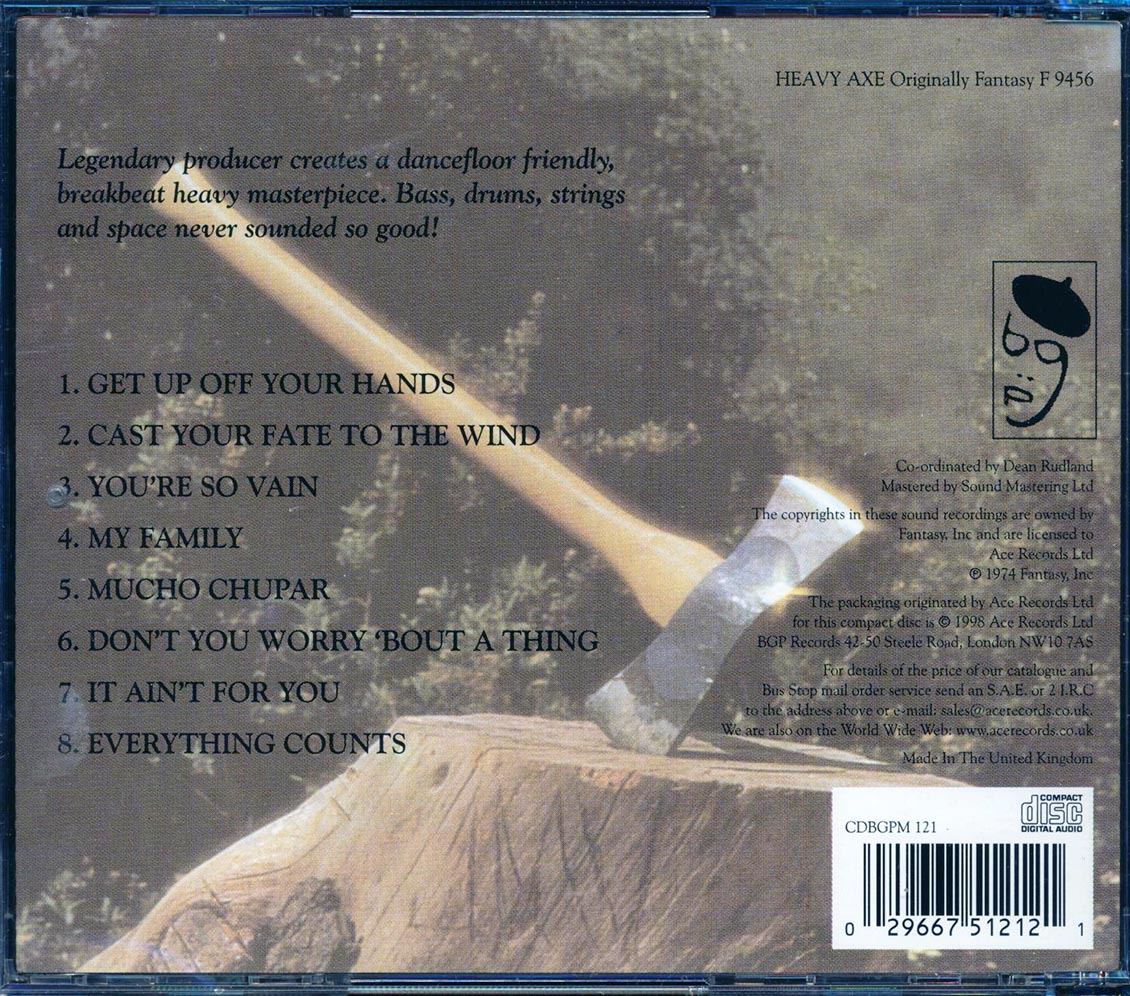 HEAVY AXE Originally Fantasy F 9456
Legendary producer creates a dancefloor friendly,
breakbeat heavy masterpiece. Bass, drums, strings
and space never sounded so good!
1. GET UP OFF YOUR HANDS
2. CAST YOUR FATE TO THE WIND
3. YOU'RE SO VAIN
4. MY FAMILY
5. MUCHO CHUPAR
6. DON'T YOU WORRY ‘BOUT A THING
7. IT AIN'T FOR YOU
8. EVERYTHING COUNTS
bgp
Co-ordinated by Dean Rudland
Mastered by Sound Mastering Ltd
The copyrights in these sound recordings are owned by
Fantasy, Inc and are licensed to
Ace Records Ltd
℗ 1974 Fantasy, Inc
The packaging originated by Ace Records Ltd
for this compact disc is © 1998 Ace Records Ltd
BGP Records 42-50 Steele Road, London NW10 7AS
For details of the price of our catalogue and
Bus Stop mail order service send an S.A.E. or 2 I.R.C
to the address above or e-mail: sales@acerecords.co.uk.
We are also on the World Wide Web: www.acerecords.co.uk
Made In The United Kingdom
CDBGPM 121
COMPACT
disc
DIGITAL AUDIO
0 29667 51212 1